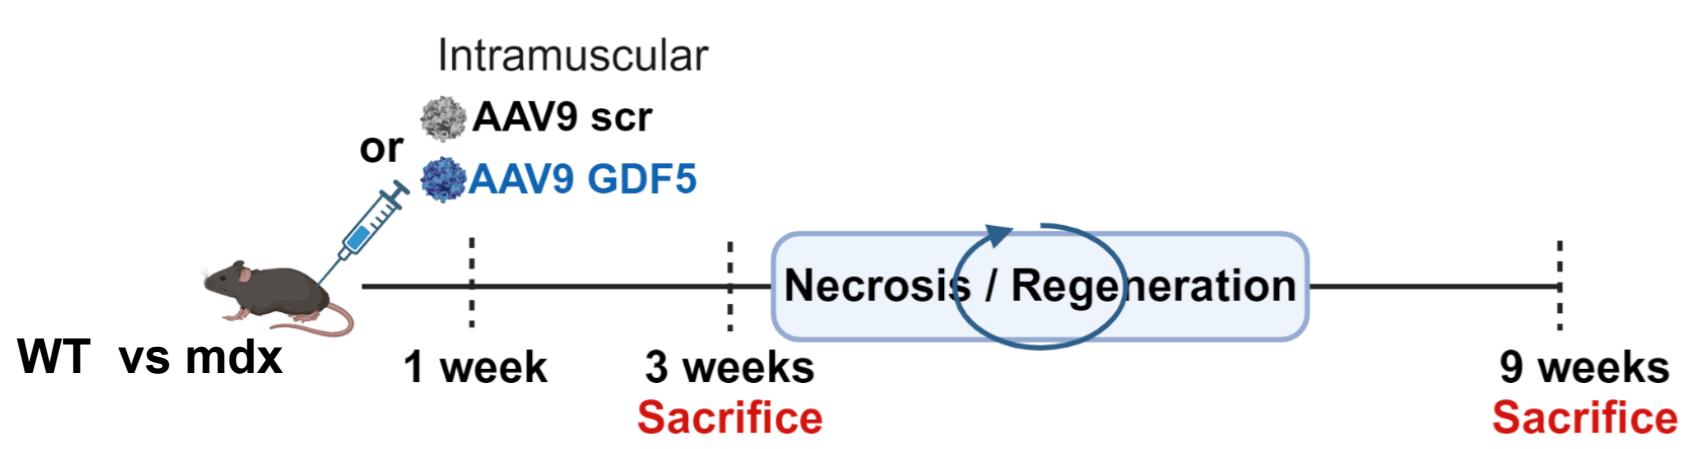 Intramuscular
AAV9 scr
or
AAV9 GDF5
Necrosis / Regeneration
WT vs mdx
1 week
3 weeks
Sacrifice
9 weeks
Sacrifice